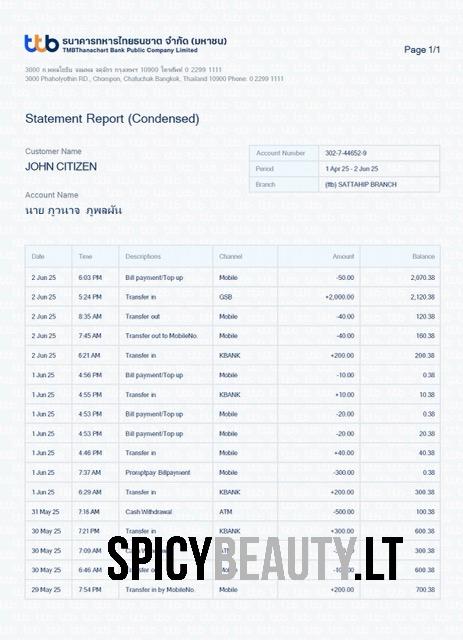 ttb ธนาคารทหารไทยธนชาต จำกัด (มหาชน)
TMBThanachart Bank Public Company Limited
Page 1/1
3000 ถ.พหลโยธิน จอมพล จตุจักร กรุงเทพฯ 10900 โทรศัพท์ 0 2299 1111
3000 Phaholyothin RD., Chompon, Chatuchak Bangkok, Thailand 10900 Phone: 0 2299 1111
Statement Report (Condensed)
Customer Name
JOHN CITIZEN
Account Name
นาย ภูวนาจ ภูพลผัน
Account Number 302-7-44652-9
Period 1 Apr 25 - 2 Jun 25
Branch (ttb) SATTAHIP BRANCH
Date Time Descriptions Channel Amount Balance
2 Jun 25 6:03 PM Bill payment/Top up Mobile -50.00 2,070.38
2 Jun 25 5:24 PM Transfer in GSB +2,000.00 2,120.38
2 Jun 25 8:35 AM Transfer out Mobile -40.00 120.38
2 Jun 25 7:45 AM Transfer out to MobileNo. Mobile -40.00 160.38
2 Jun 25 6:21 AM Transfer in KBANK +200.00 200.38
1 Jun 25 4:56 PM Bill payment/Top up Mobile -10.00 0.38
1 Jun 25 4:55 PM Transfer in KBANK +10.00 10.38
1 Jun 25 4:53 PM Bill payment/Top up Mobile -20.00 0.38
1 Jun 25 4:53 PM Bill payment/Top up Mobile -20.00 20.38
1 Jun 25 4:46 PM Transfer in Mobile +40.00 40.38
1 Jun 25 7:37 AM Promptpay Billpayment Mobile -300.00 0.38
1 Jun 25 6:29 AM Transfer in KBANK +200.00 300.38
31 May 25 7:16 AM Cash Withdrawal ATM -500.00 100.38
30 May 25 7:21 PM Transfer in KBANK +300.00 600.38
30 May 25 7:09 AM 300.38
30 May 25 6:46 AM 600.38
29 May 25 7:54 PM Transfer in by MobileNo. Mobile +200.00 700.38
SPICYBEAUTY.LT